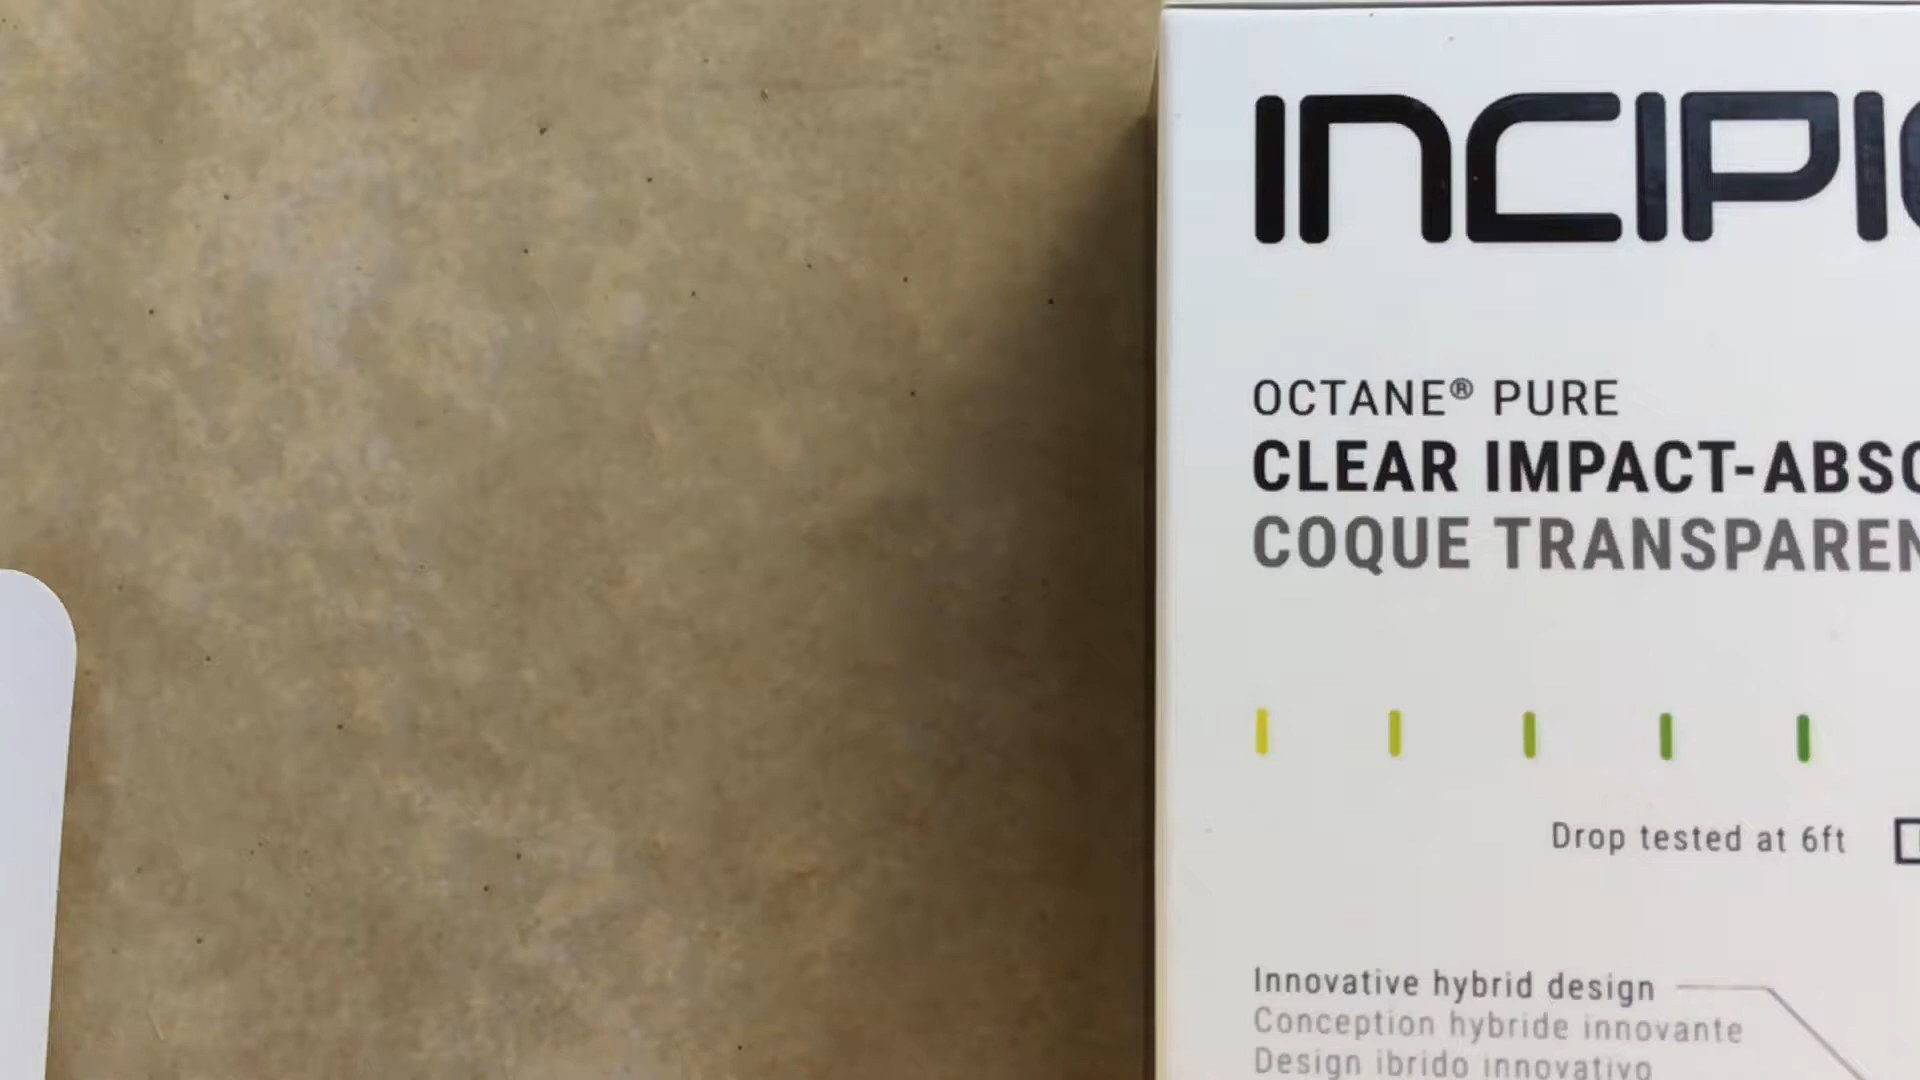 INCIPI
OCTANE® PURE
CLEAR IMPACT-ABSO
COQUE TRANSPAREN
Drop tested at 6ft
Innovative hybrid design
Conception hybride innovante
Design ibrido innovativo